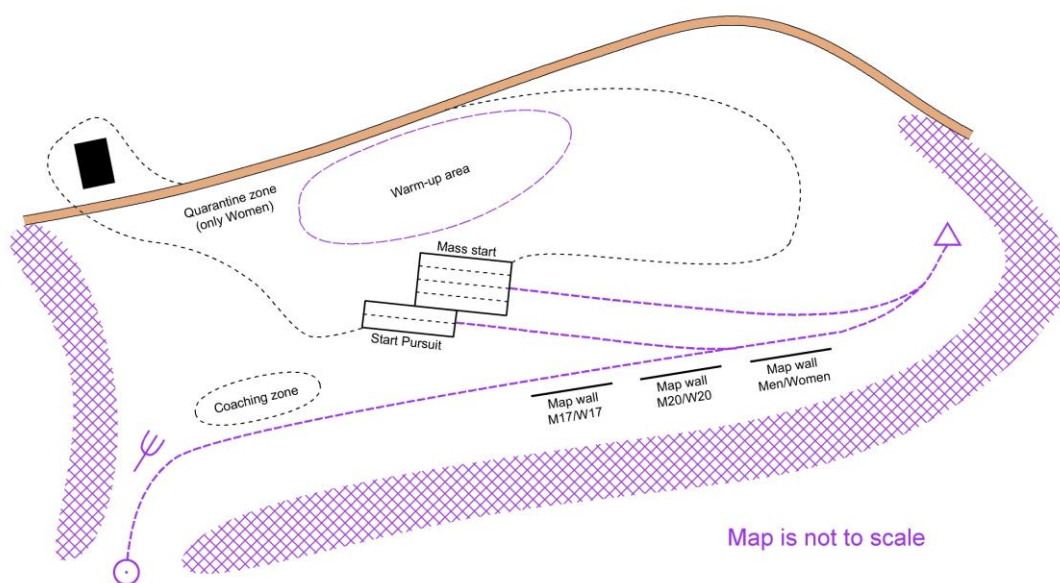 Warm-up area
Quarantine zone
(only Women)
Mass start
Start Pursuit
Coaching zone
Map wall
M17/W17
Map wall
M20/W20
Map wall
Men/Women
Map is not to scale